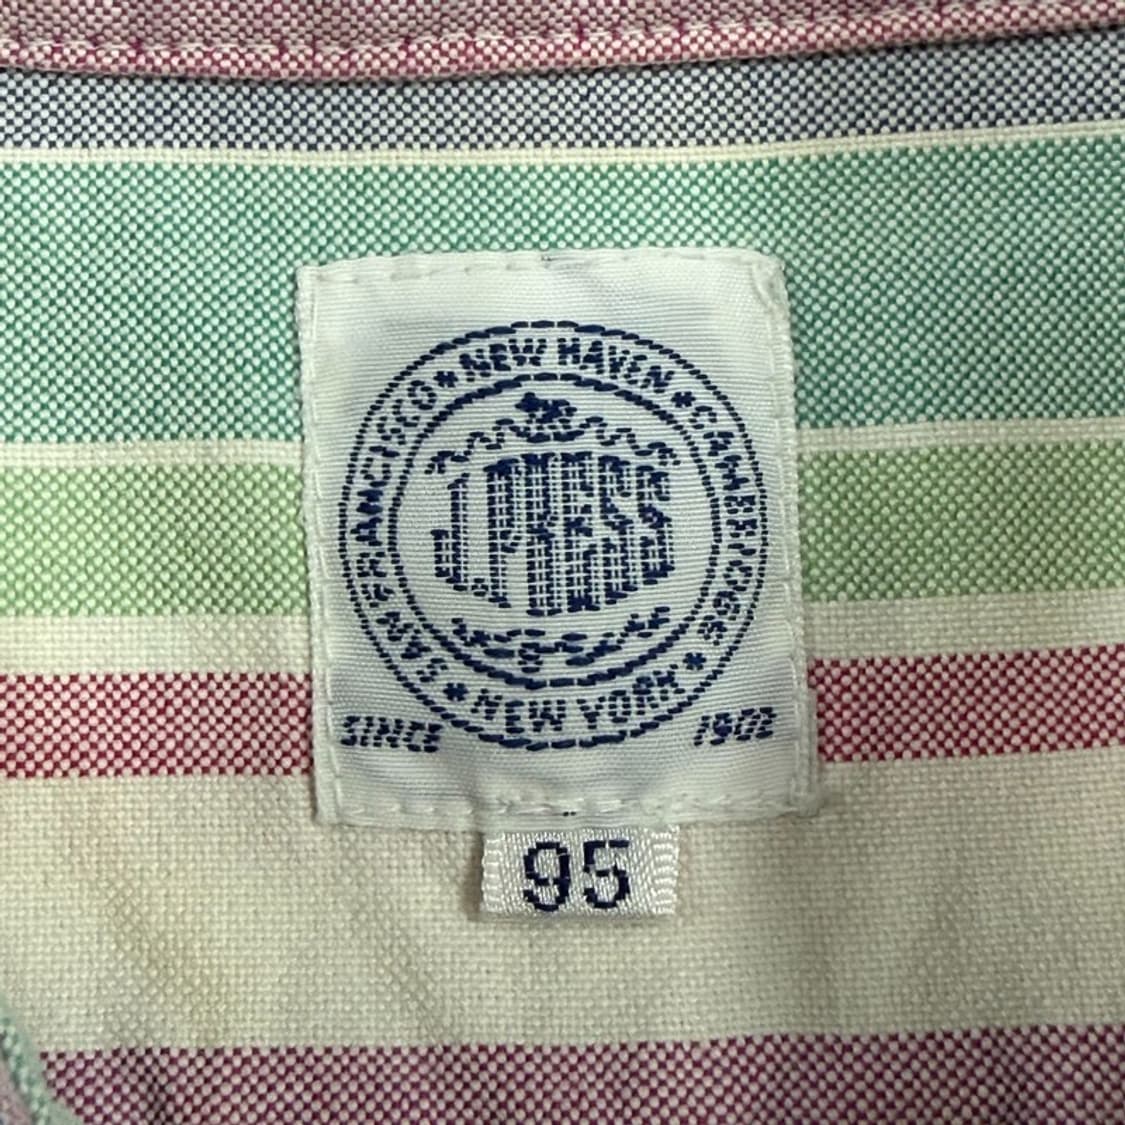 NEW HAVEN * CAMBRIDGE * NEW YORK * SAN FRANCISCO *
J.PRESS
SINCE 1902
95